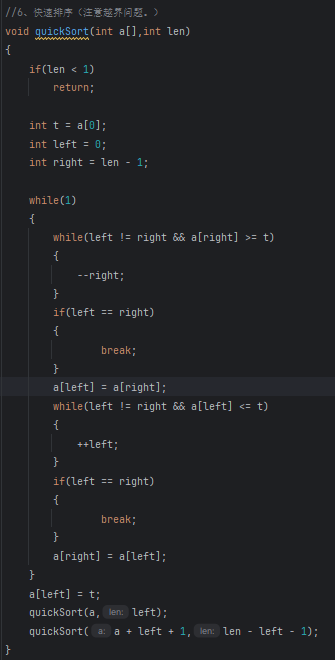 //6、快速排序（注意越界问题。）
void quickSort(int a[],int len)
{
    if(len < 1)
        return;

    int t = a[0];
    int left = 0;
    int right = len - 1;

    while(1)
    {
        while(left != right && a[right] >= t)
        {
            --right;
        }
        if(left == right)
        {
                break;
        }
        a[left] = a[right];
        while(left != right && a[left] <= t)
        {
            ++left;
        }
        if(left == right)
        {
                break;
        }
        a[right] = a[left];
    }
    a[left] = t;
    quickSort(a, len: left);
    quickSort( a: a + left + 1, len: len - left - 1);
}